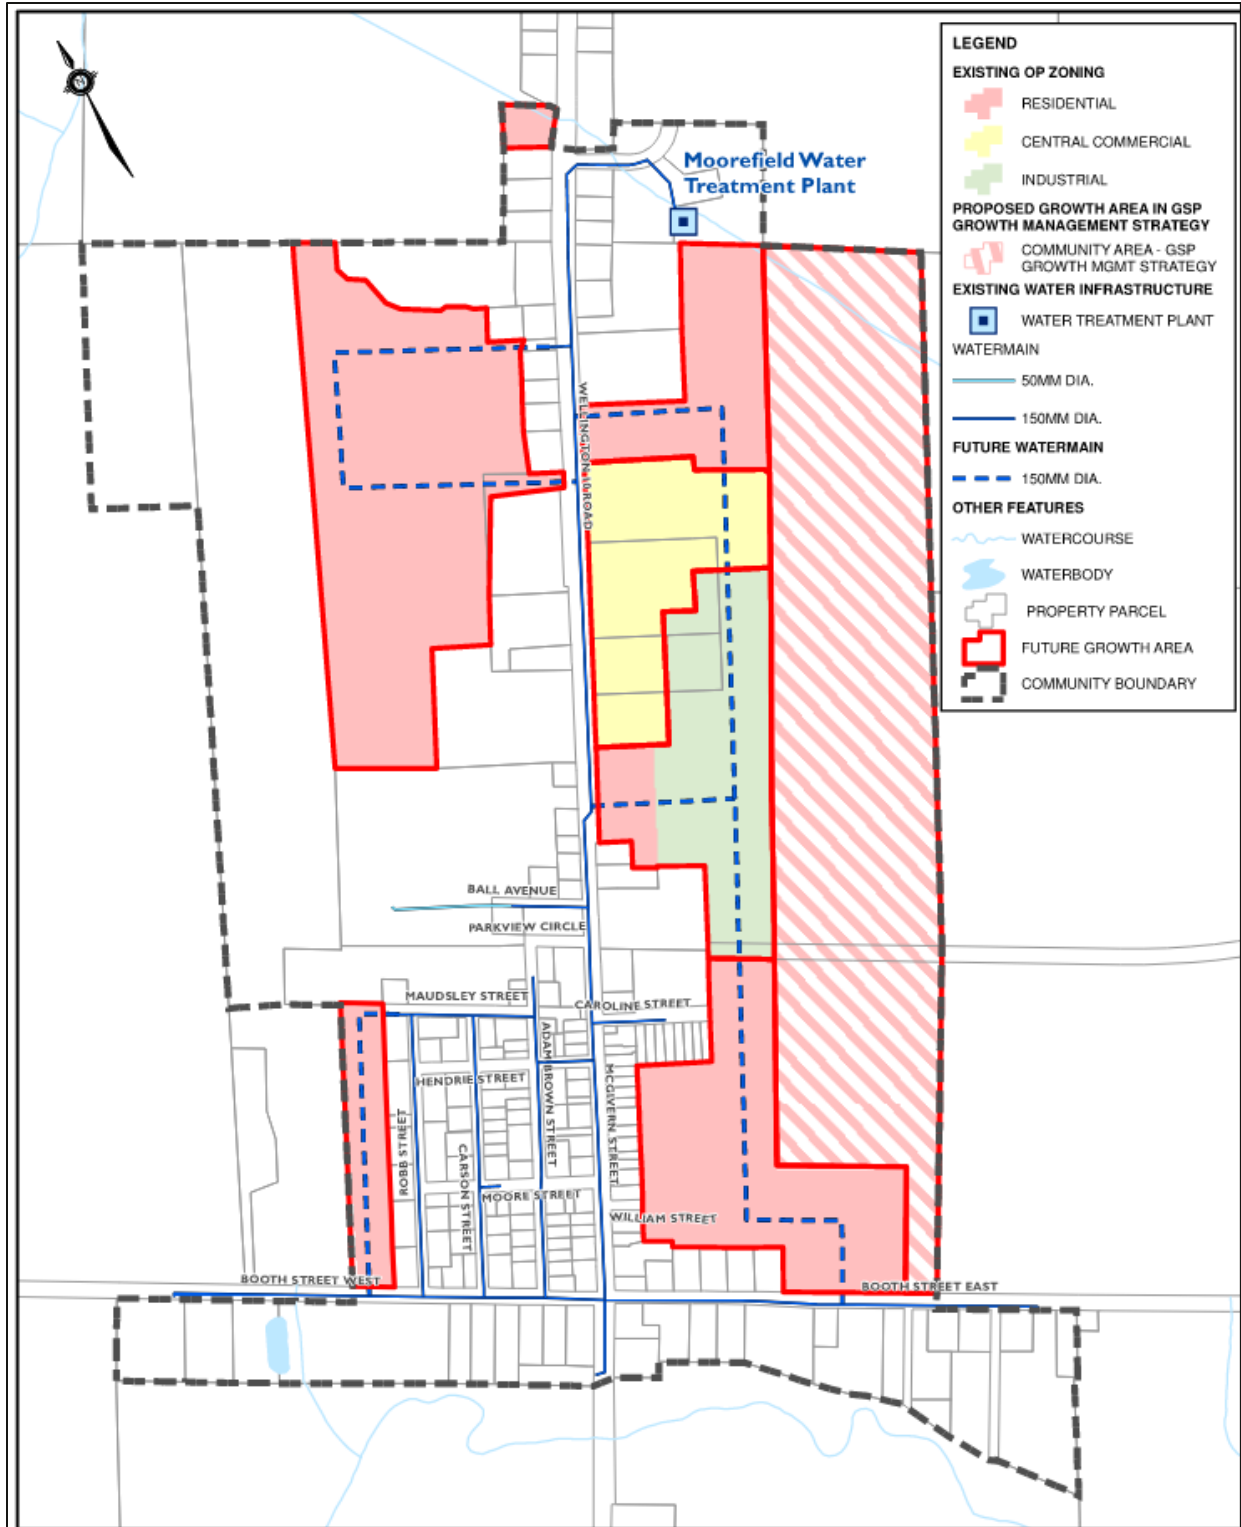 LEGEND
EXISTING OP ZONING
RESIDENTIAL
CENTRAL COMMERCIAL
INDUSTRIAL
PROPOSED GROWTH AREA IN GSP
GROWTH MANAGEMENT STRATEGY
COMMUNITY AREA - GSP
GROWTH MGMT STRATEGY
EXISTING WATER INFRASTRUCTURE
WATER TREATMENT PLANT
WATERMAIN
50MM DIA.
150MM DIA.
FUTURE WATERMAIN
150MM DIA.
OTHER FEATURES
WATERCOURSE
WATERBODY
PROPERTY PARCEL
FUTURE GROWTH AREA
COMMUNITY BOUNDARY
N
Moorefield Water
Treatment Plant
WELLINGTON 10 ROAD
BALL AVENUE
PARKVIEW CIRCLE
MAUDSLEY STREET
CAROLINE STREET
ADAM BROWN STREET
HENDRIE STREET
MCGIVERN STREET
ROBB STREET
CARSON STREET
MOORE STREET
WILLIAM STREET
BOOTH STREET WEST
BOOTH STREET EAST